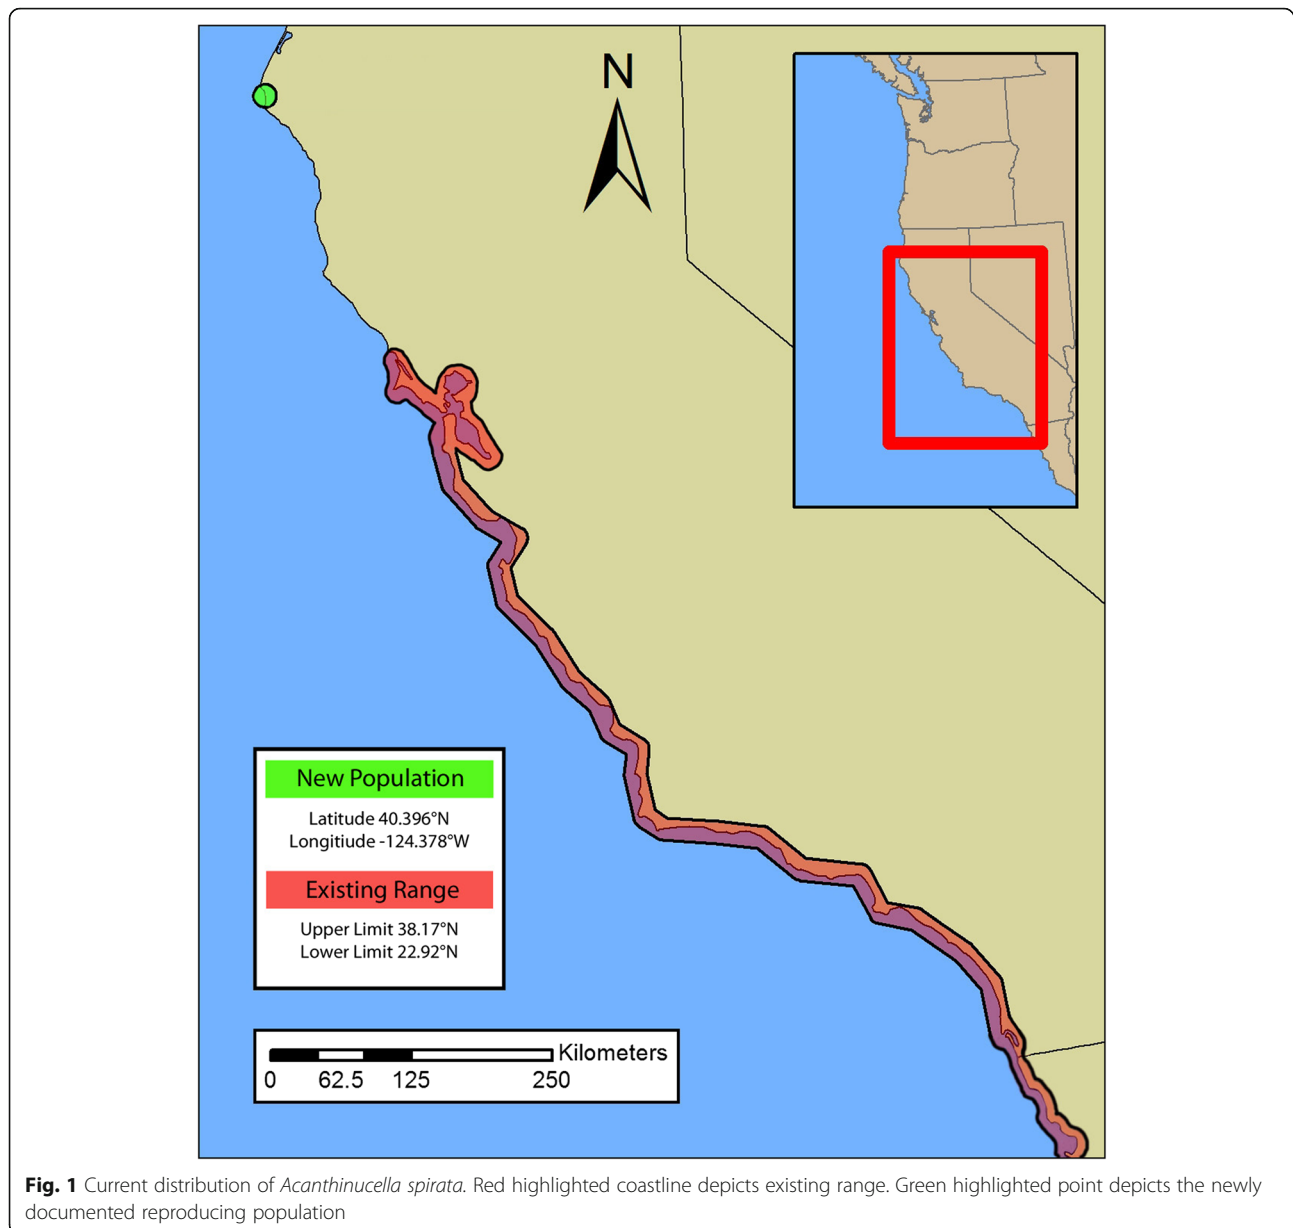 N
New Population
Latitude 40.396°N
Longitiude -124.378°W
Existing Range
Upper Limit 38.17°N
Lower Limit 22.92°N
Kilometers
0 62.5 125 250
Fig. 1 Current distribution of Acanthinucella spirata. Red highlighted coastline depicts existing range. Green highlighted point depicts the newly
documented reproducing population